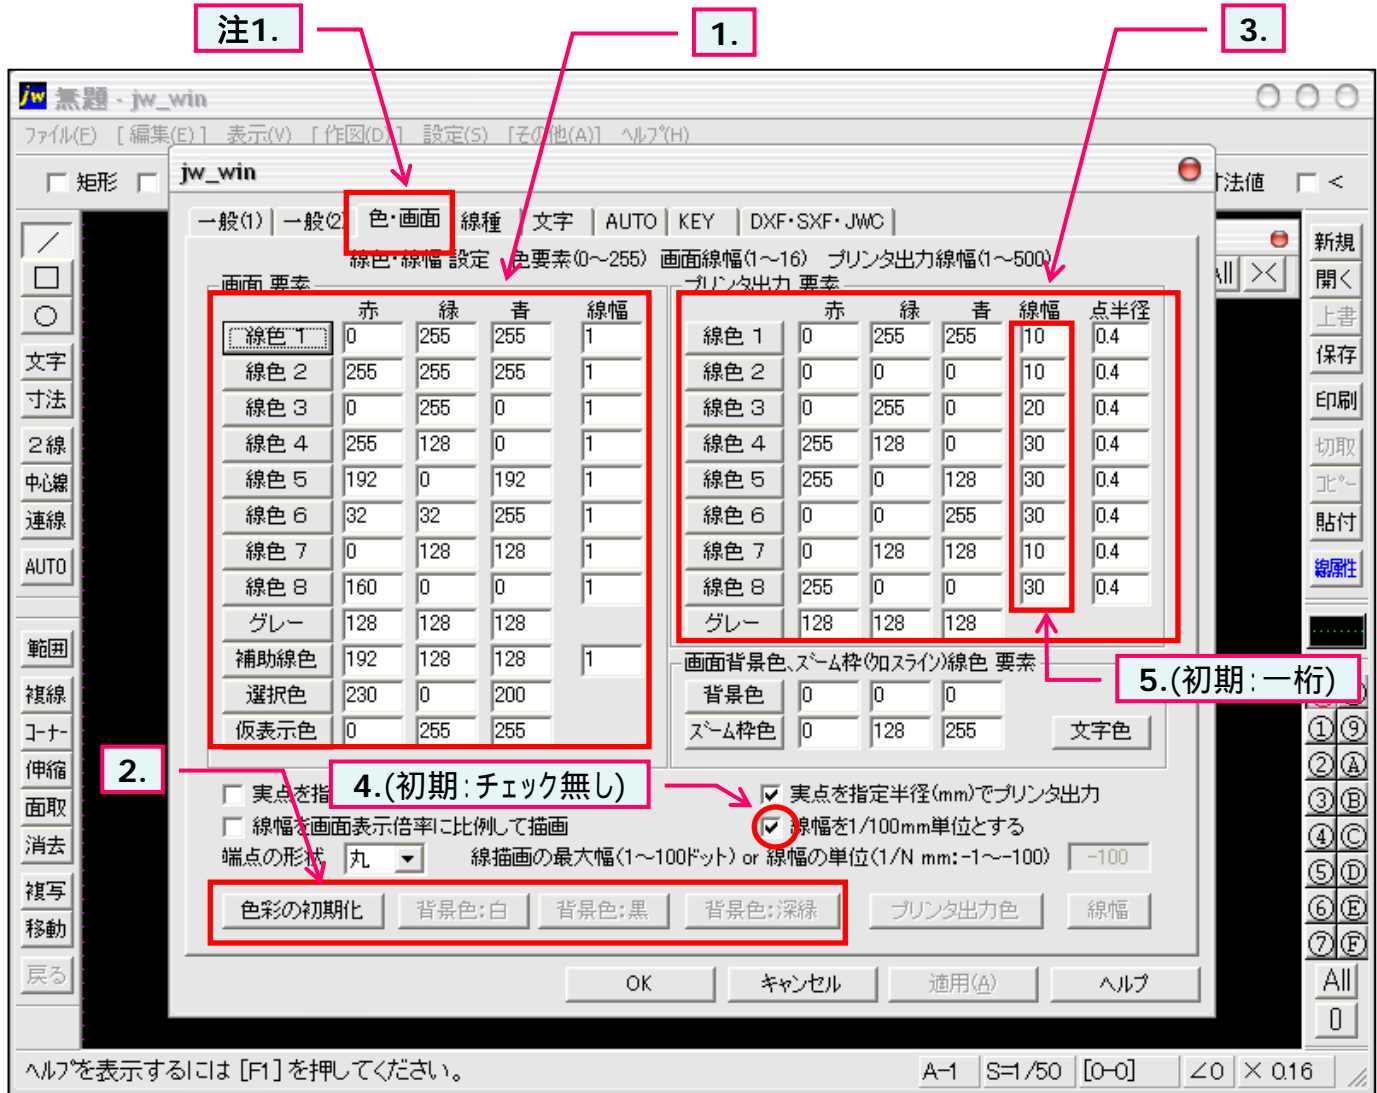 注1.
1.
3.
無題 - jw_win
ファイル(F) [編集(E)] 表示(V) [作図(D)] 設定(S) [その他(A)] ヘルプ(H)
矩形
寸法値 <
jw_win
一般(1) 一般(2) 色・画面 線種 文字 AUTO KEY DXF・SXF・JWC
線色・線幅 設定 色要素(0～255) 画面線幅(1～16) プリンタ出力線幅(1～500)
画面 要素
赤 緑 青 線幅
線色 1 0 255 255 1
線色 2 255 255 255 1
線色 3 0 255 0 1
線色 4 255 128 0 1
線色 5 192 0 192 1
線色 6 32 32 255 1
線色 7 0 128 128 1
線色 8 160 0 0 1
グレー 128 128 128
補助線色 192 128 128 1
選択色 230 0 200
仮表示色 0 255 255
プリンタ出力 要素
赤 緑 青 線幅 点半径
線色 1 0 255 255 10 0.4
線色 2 0 0 0 10 0.4
線色 3 0 255 0 20 0.4
線色 4 255 128 0 30 0.4
線色 5 255 0 128 30 0.4
線色 6 0 0 255 30 0.4
線色 7 0 128 128 10 0.4
線色 8 255 0 0 30 0.4
グレー 128 128 128
5.(初期:一桁)
画面背景色、ズーム枠(クロスライン)線色 要素
背景色 0 0 0
ズーム枠色 0 128 255 文字色
2.
4.(初期:チェック無し)
実点を指
実点を指定半径(mm)でプリンタ出力
線幅を画面表示倍率に比例して描画
線幅を1/100mm単位とする
端点の形状 丸 線描画の最大幅(1～100ドット) or 線幅の単位(1/N mm:-1～-100) -100
色彩の初期化 背景色:白 背景色:黒 背景色:深緑 プリンタ出力色 線幅
OK キャンセル 適用(A) ヘルプ
文字
寸法
2線
中心線
連線
AUTO
範囲
複線
コーナー
伸縮
面取
消去
複写
移動
戻る
All ><
新規
開く
上書
保存
印刷
切取
コピー
貼付
線属性
① ⑨
② Ⓐ
③ Ⓑ
④ Ⓒ
⑤ Ⓓ
⑥ Ⓔ
⑦ Ⓕ
All
0
ヘルプを表示するには [F1] を押してください。
A-1 S=1/50 [0-0] ∠0 × 0.16